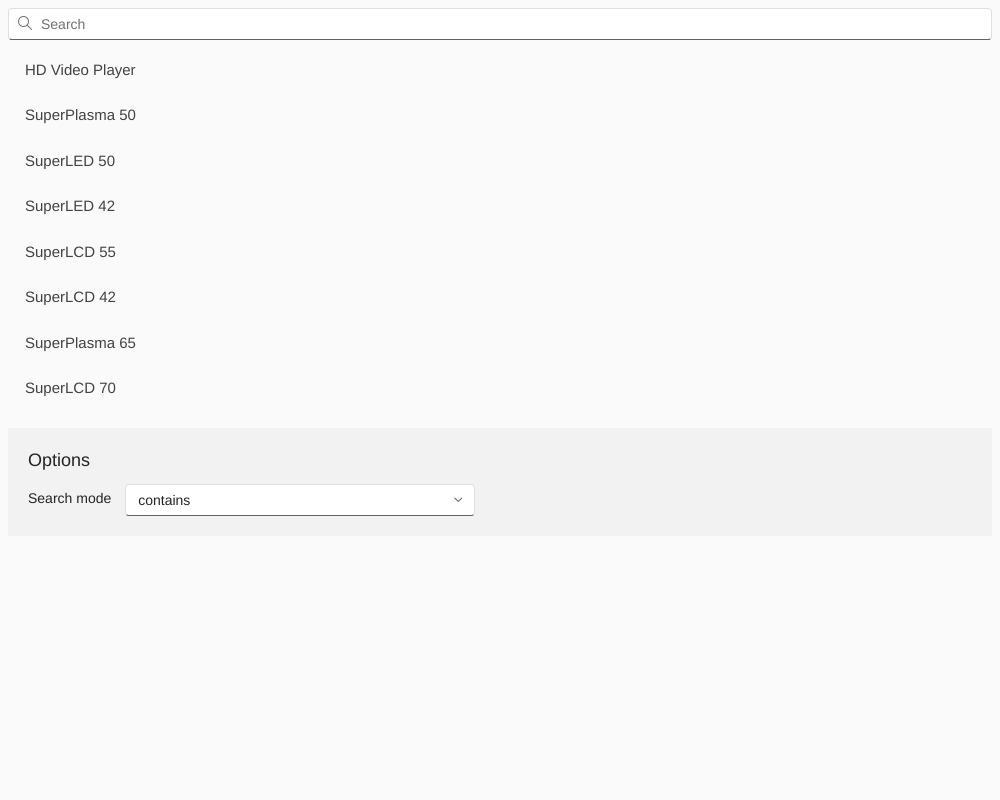 Search
HD Video Player
SuperPlasma 50
SuperLED 50
SuperLED 42
SuperLCD 55
SuperLCD 42
SuperPlasma 65
SuperLCD 70
Options
Search mode contains